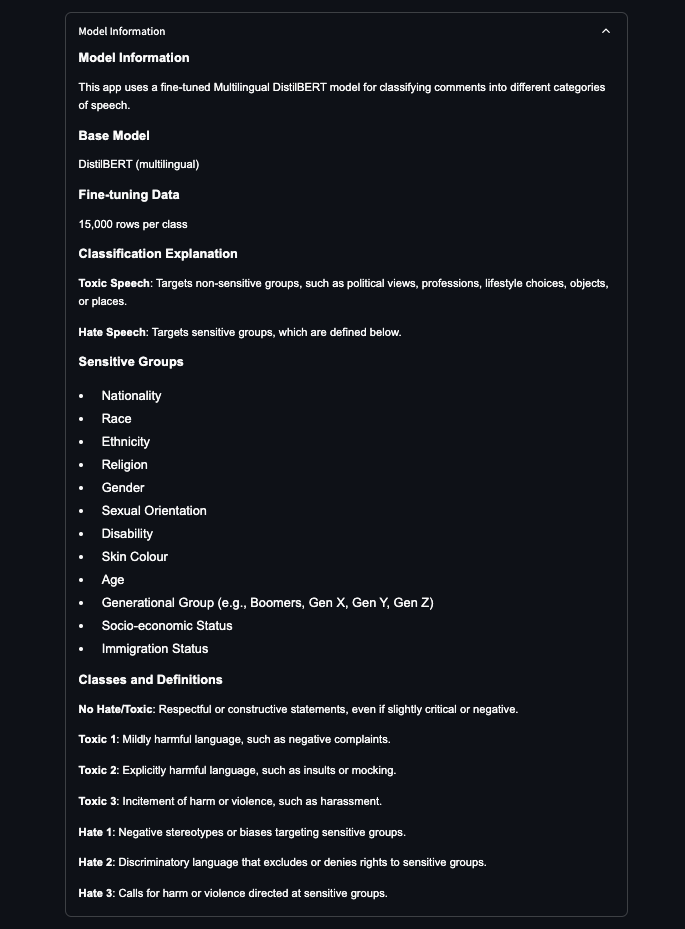 Model Information
Model Information
This app uses a fine-tuned Multilingual DistilBERT model for classifying comments into different categories
of speech.
Base Model
DistilBERT (multilingual)
Fine-tuning Data
15,000 rows per class
Classification Explanation
Toxic Speech: Targets non-sensitive groups, such as political views, professions, lifestyle choices, objects,
or places.
Hate Speech: Targets sensitive groups, which are defined below.
Sensitive Groups
• Nationality
• Race
• Ethnicity
• Religion
• Gender
• Sexual Orientation
• Disability
• Skin Colour
• Age
• Generational Group (e.g., Boomers, Gen X, Gen Y, Gen Z)
• Socio-economic Status
• Immigration Status
Classes and Definitions
No Hate/Toxic: Respectful or constructive statements, even if slightly critical or negative.
Toxic 1: Mildly harmful language, such as negative complaints.
Toxic 2: Explicitly harmful language, such as insults or mocking.
Toxic 3: Incitement of harm or violence, such as harassment.
Hate 1: Negative stereotypes or biases targeting sensitive groups.
Hate 2: Discriminatory language that excludes or denies rights to sensitive groups.
Hate 3: Calls for harm or violence directed at sensitive groups.